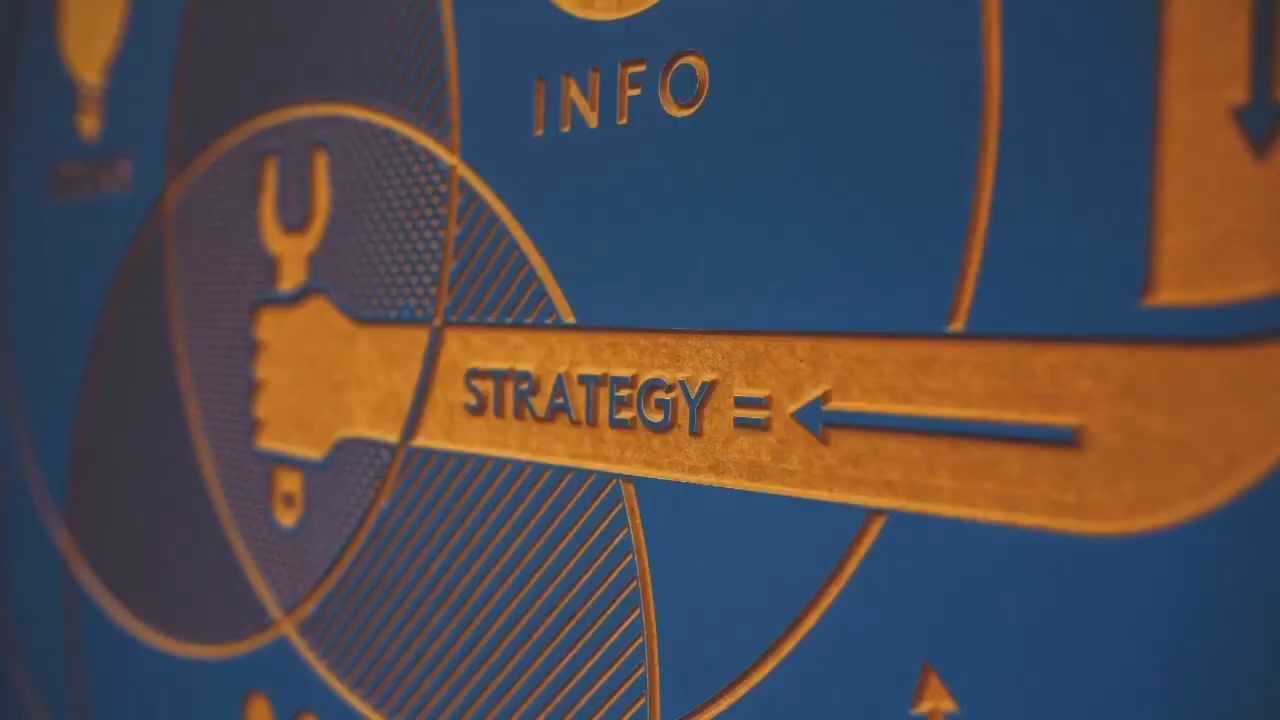 INFO
STRATEGY =